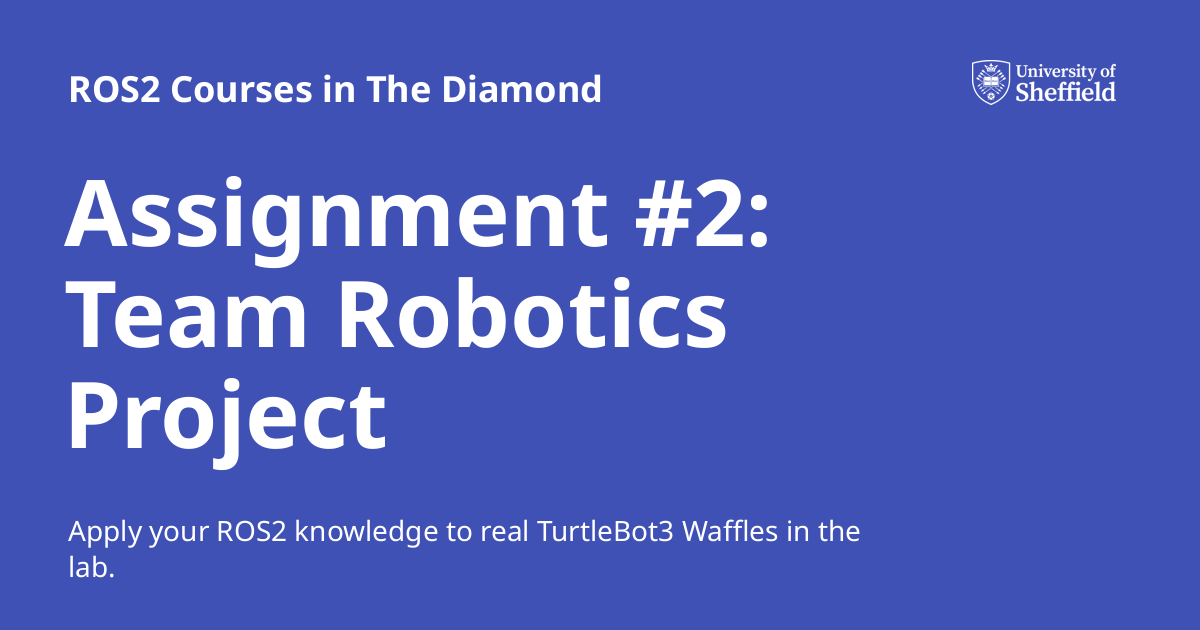 ROS2 Courses in The Diamond
University of
Sheffield
Assignment #2:
Team Robotics
Project
Apply your ROS2 knowledge to real TurtleBot3 Waffles in the
lab.